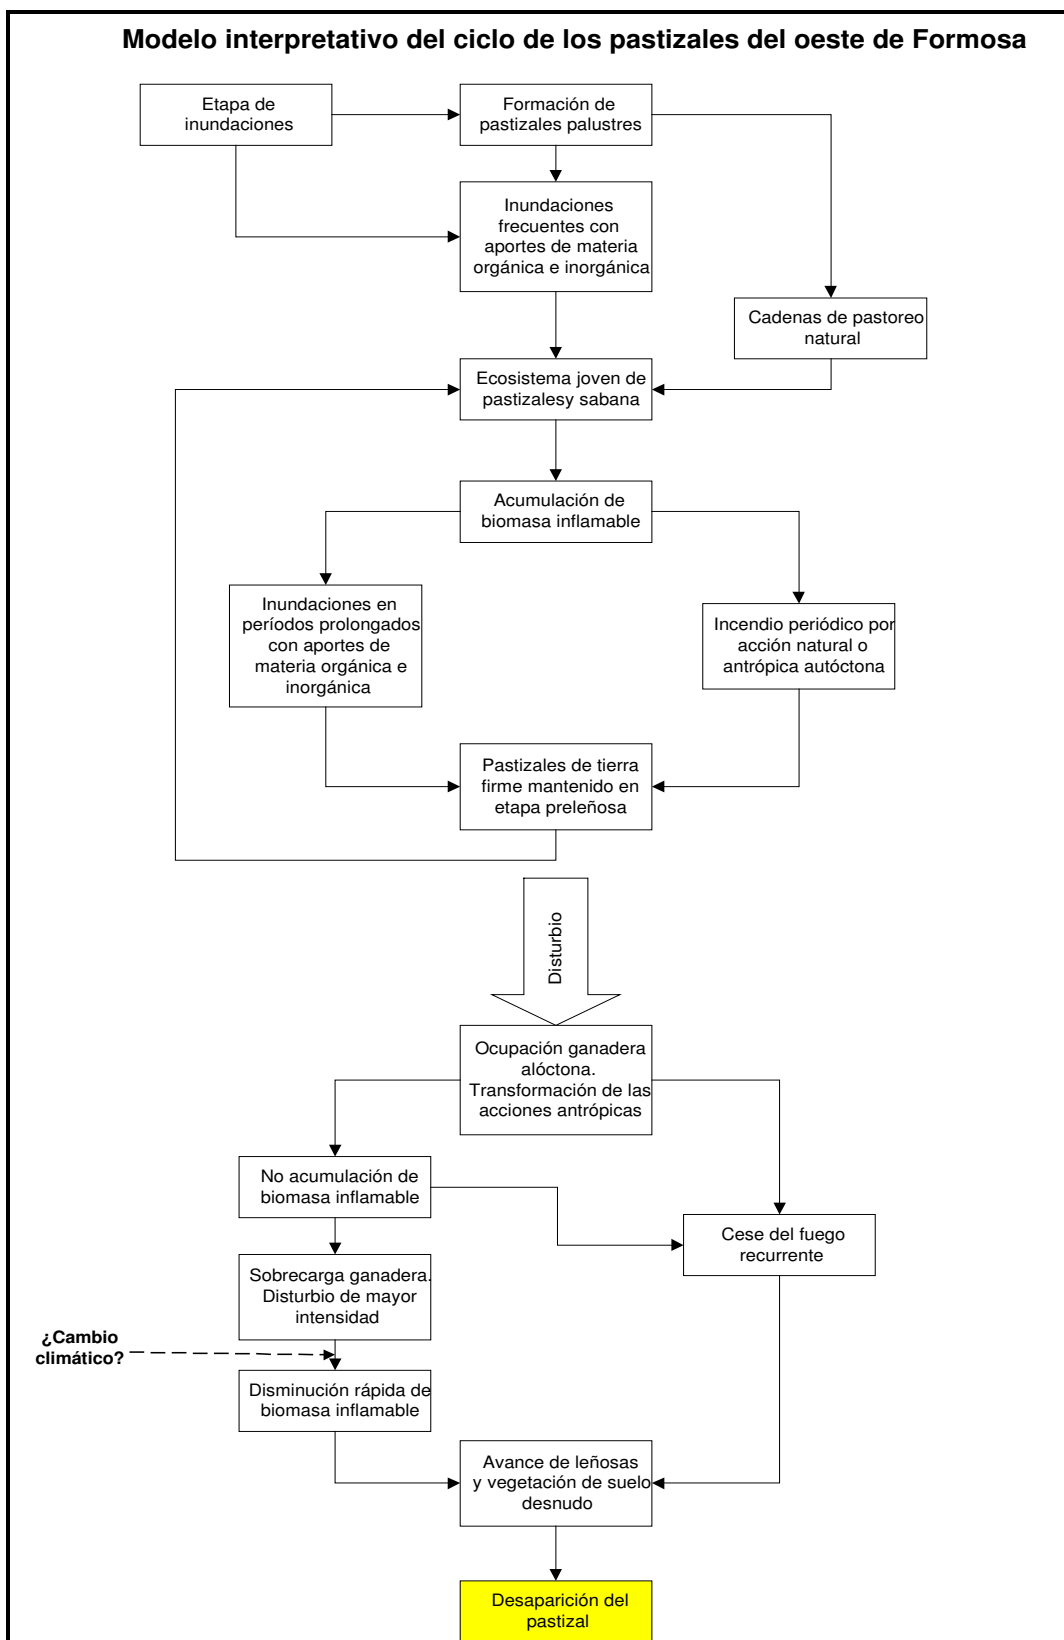 Modelo interpretativo del ciclo de los pastizales del oeste de Formosa
Etapa de
inundaciones
Formación de
pastizales palustres
Inundaciones
frecuentes con
aportes de materia
orgánica e inorgánica
Cadenas de pastoreo
natural
Ecosistema joven de
pastizalesy sabana
Acumulación de
biomasa inflamable
Inundaciones en
períodos prolongados
con aportes de
materia orgánica e
inorgánica
Incendio periódico por
acción natural o
antrópica autóctona
Pastizales de tierra
firme mantenido en
etapa preleñosa
Disturbio
Ocupación ganadera
alóctona.
Transformación de las
acciones antrópicas
No acumulación de
biomasa inflamable
Cese del fuego
recurrente
Sobrecarga ganadera.
Disturbio de mayor
intensidad
¿Cambio
climático?
Disminución rápida de
biomasa inflamable
Avance de leñosas
y vegetación de suelo
desnudo
Desaparición del
pastizal